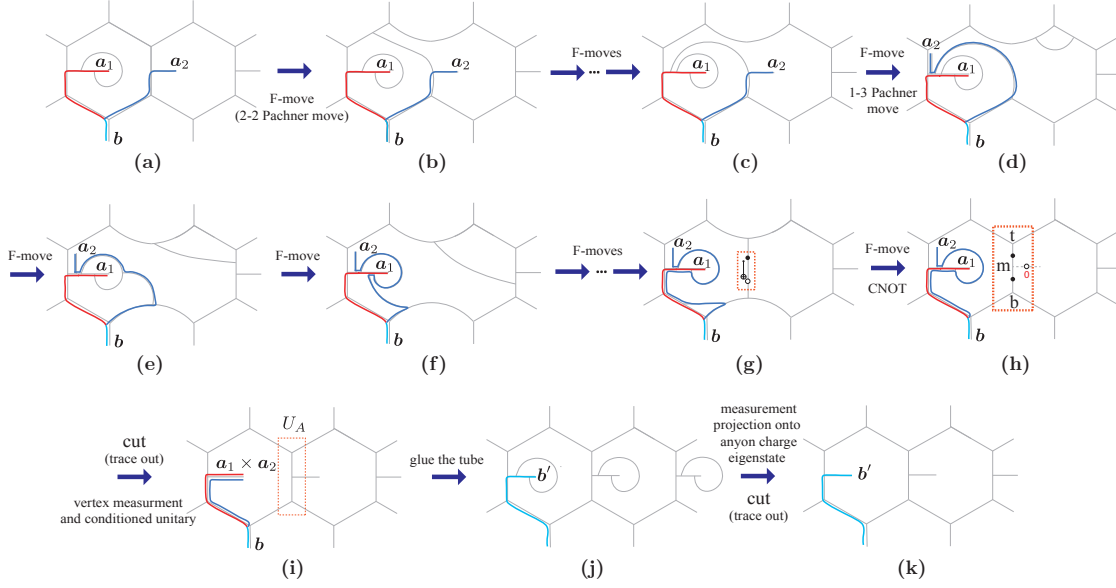 a1 a2
b
(a)
F-move
(2-2 Pachner move)
a1 a2
b
(b)
F-moves
...
a1 a2
b
(c)
F-move
1-3 Pachner
move
a2
a1
b
(d)
F-move
a2
a1
b
(e)
F-move
a2
a1
b
(f)
F-moves
...
a2
a1
b
(g)
F-move
CNOT
a2
a1
b
t
m
0
b
(h)
cut
(trace out)
vertex measurment
and conditioned unitary
a1 × a2
UA
b
(i)
glue the tube
b′
(j)
measurement
projection onto
anyon charge
eigenstate
cut
(trace out)
b′
(k)